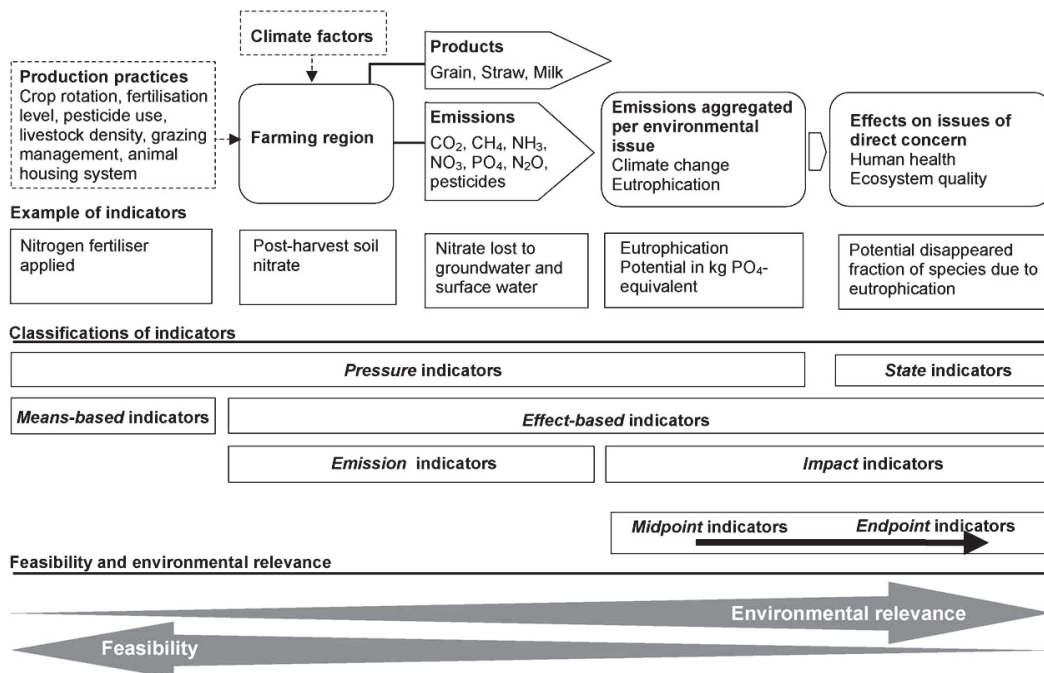 Climate factors
Products
Grain, Straw, Milk
Production practices
Crop rotation, fertilisation
level, pesticide use,
livestock density, grazing
management, animal
housing system
Farming region
Emissions
CO₂, CH₄, NH₃,
NO₃, PO₄, N₂O,
pesticides
Emissions aggregated
per environmental
issue
Climate change
Eutrophication
Effects on issues of
direct concern
Human health
Ecosystem quality
Example of indicators
Nitrogen fertiliser
applied
Post-harvest soil
nitrate
Nitrate lost to
groundwater and
surface water
Eutrophication
Potential in kg PO₄-
equivalent
Potential disappeared
fraction of species due to
eutrophication
Classifications of indicators
Pressure indicators
State indicators
Means-based indicators
Effect-based indicators
Emission indicators
Impact indicators
Midpoint indicators
Endpoint indicators
Feasibility and environmental relevance
Environmental relevance
Feasibility